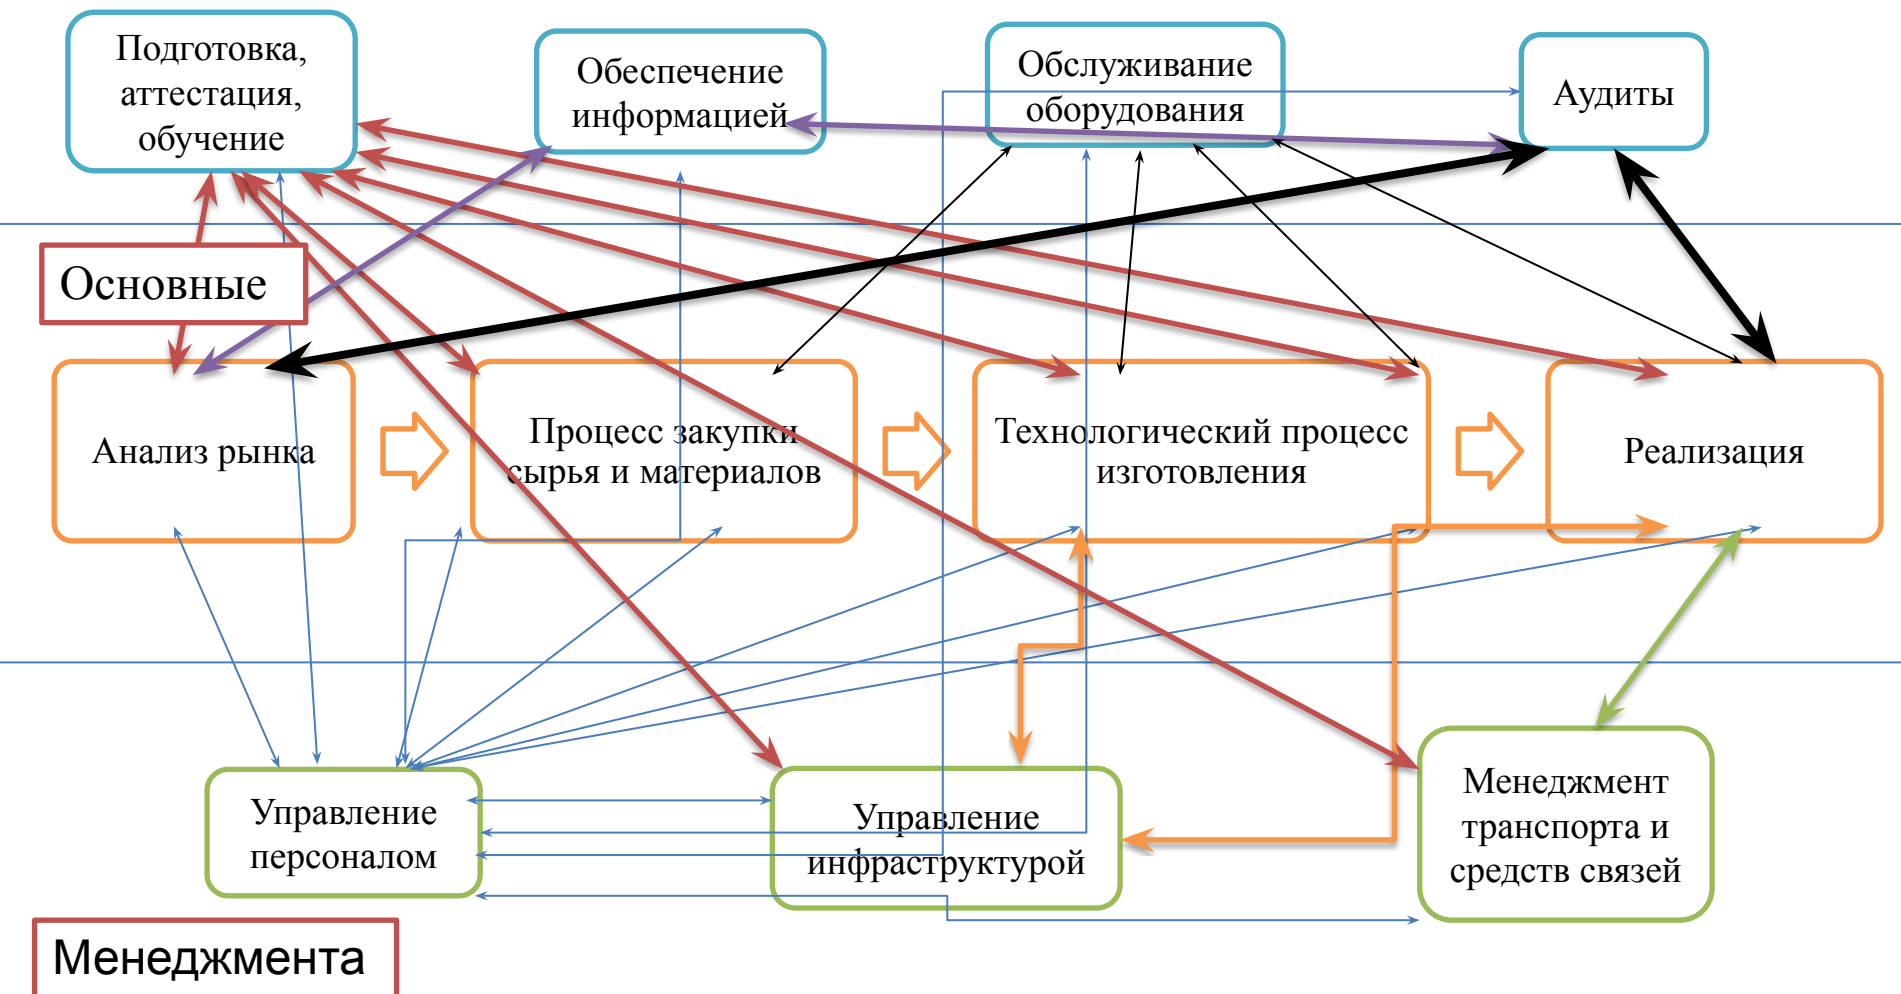 Подготовка,
аттестация,
обучение
Обеспечение
информацией
Обслуживание
оборудования
Аудиты
Основные
Анализ рынка
Процесс закупки
сырья и материалов
Технологический процесс
изготовления
Реализация
Управление
персоналом
Управление
инфраструктурой
Менеджмент
транспорта и
средств связей
Менеджмента